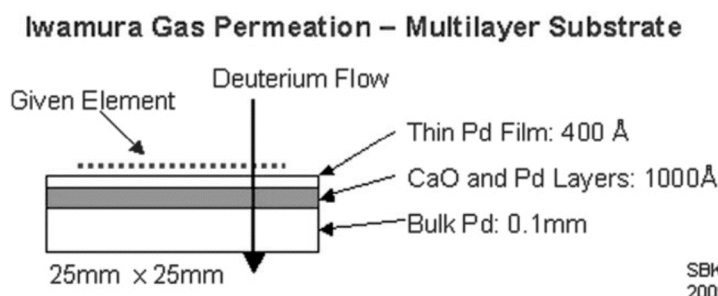 Iwamura Gas Permeation – Multilayer Substrate
Deuterium Flow
Given Element
Thin Pd Film: 400 Å
CaO and Pd Layers: 1000Å
Bulk Pd: 0.1mm
25mm x 25mm